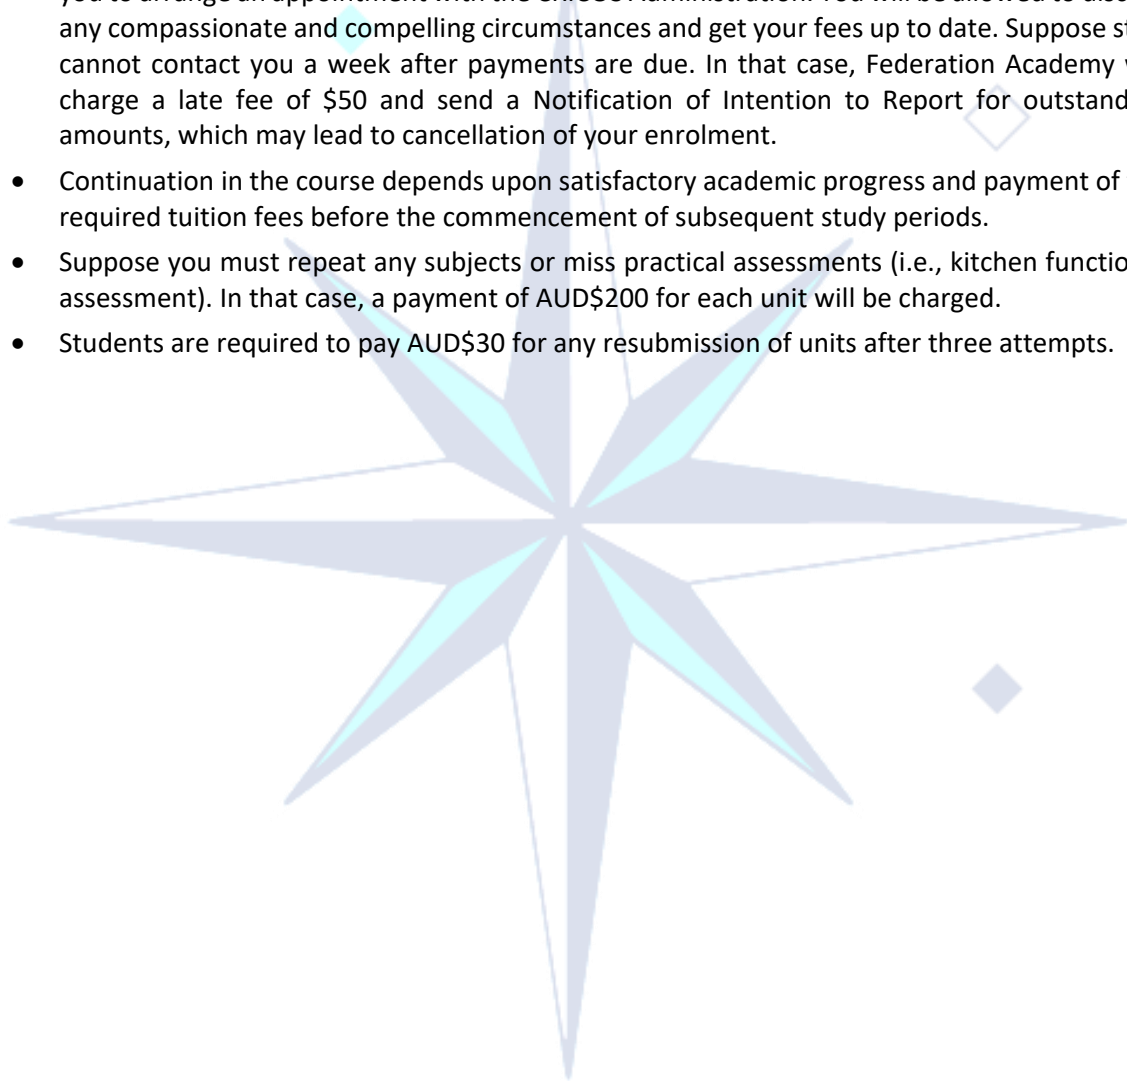 any compassionate and compelling circumstances and get your fees up to date. Suppose
cannot contact you a week after payments are due. In that case, Federation Academy
charge a late fee of $50 and send a Notification of Intention to Report for
amounts, which may lead to cancellation of your enrolment.
• Continuation in the course depends upon satisfactory academic progress and payment of
required tuition fees before the commencement of subsequent study periods.
• Suppose you must repeat any subjects or miss practical assessments (i.e., kitchen
assessment). In that case, a payment of AUD$200 for each unit will be charged.
• Students are required to pay AUD$30 for any resubmission of units after three attempts.